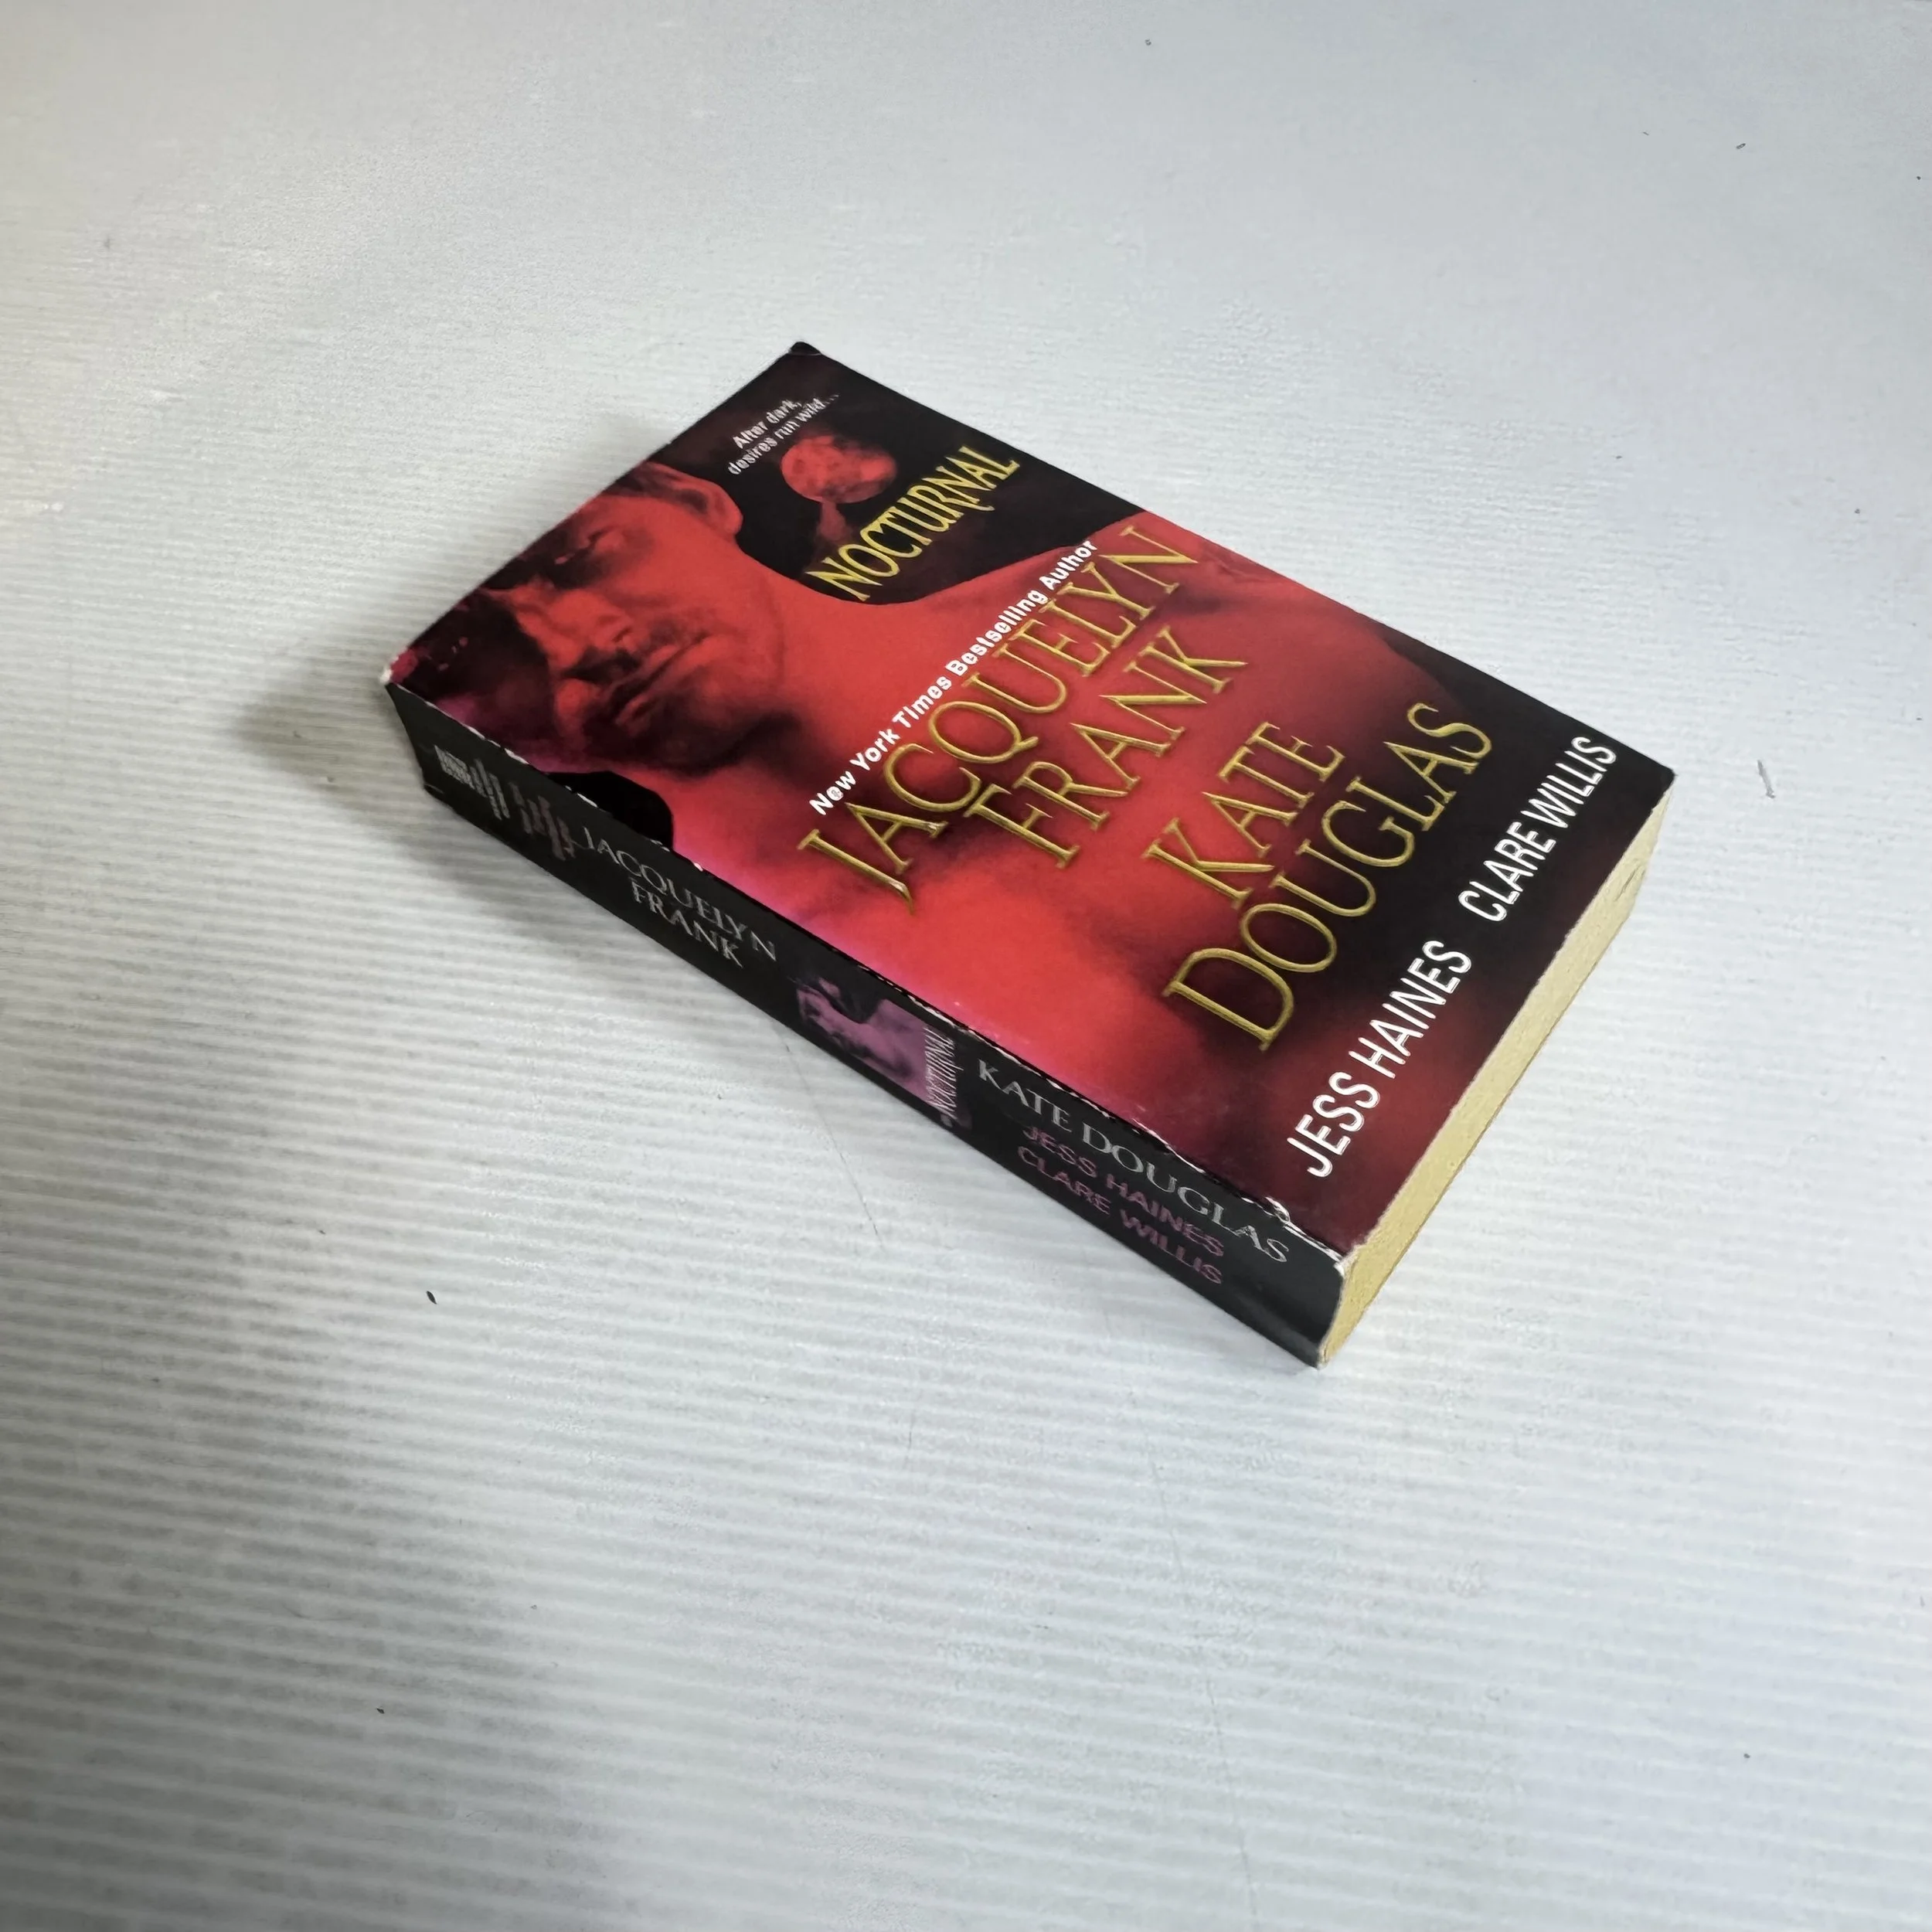 After dark,
desires run wild...
NOCTURNAL
New York Times Bestselling Author
JACQUELYN
FRANK
KATE
DOUGLAS
JESS HAINES CLARE WILLIS
JACQUELYN
FRANK
NOCTURNAL
KATE DOUGLAS
JESS HAINES
CLARE WILLIS